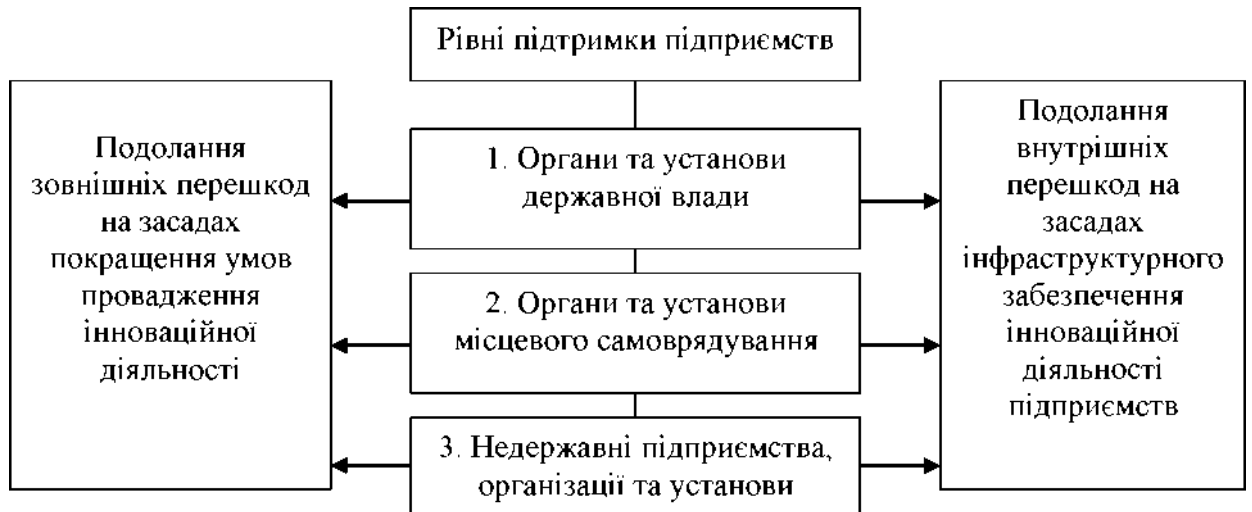 Рівні підтримки підприємств
Подолання
зовнішніх перешкод
на засадах
покращення умов
провадження
інноваційної
діяльності
1. Органи та установи
державної влади
2. Органи та установи
місцевого самоврядування
3. Недержавні підприємства,
організації та установи
Подолання
внутрішніх
перешкод на
засадах
інфраструктурного
забезпечення
інноваційної
діяльності
підприємств